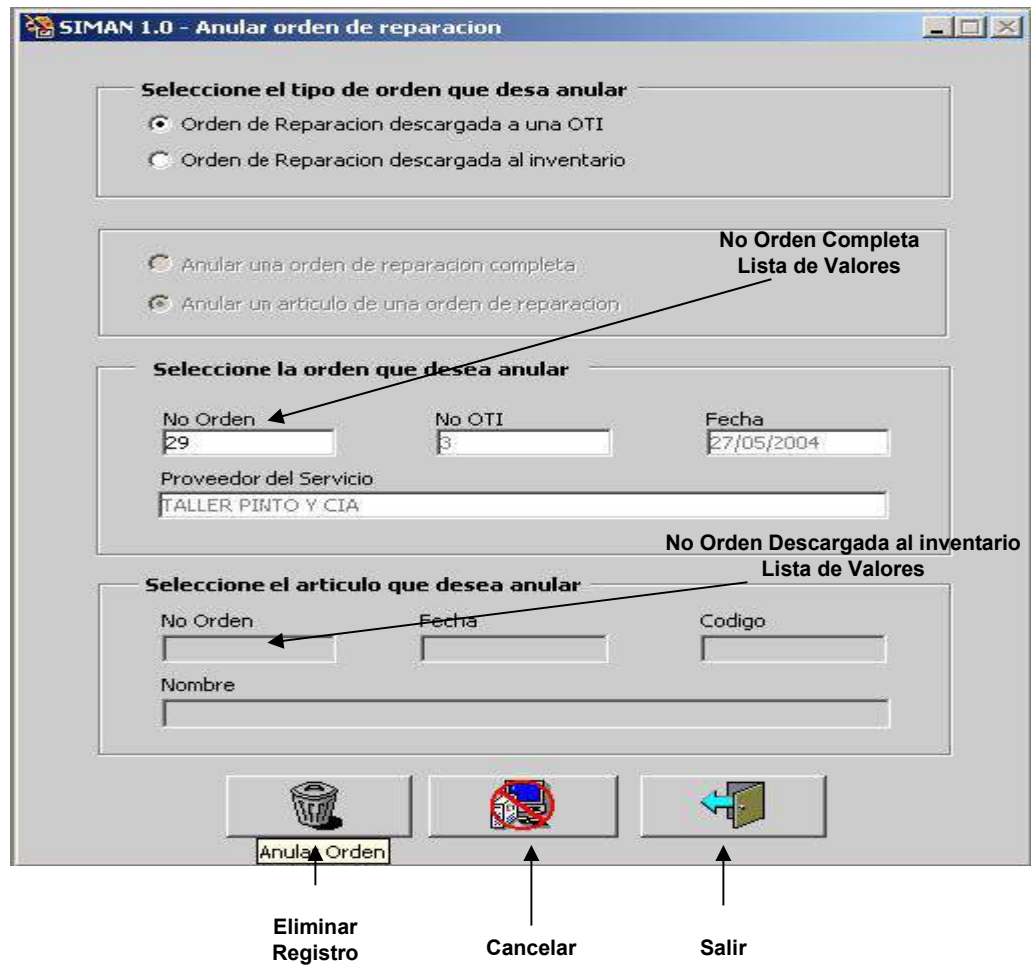 SIMAN 1.0 - Anular orden de reparacion
Seleccione el tipo de orden que desa anular
Orden de Reparacion descargada a una OTI
Orden de Reparacion descargada al inventario
No Orden Completa
Lista de Valores
Anular una orden de reparacion completa
Anular un articulo de una orden de reparacion
Seleccione la orden que desea anular
No Orden No OTI Fecha
29 3 27/05/2004
Proveedor del Servicio
TALLER PINTO Y CIA
No Orden Descargada al inventario
Lista de Valores
Seleccione el articulo que desea anular
No Orden Fecha Codigo
Nombre
Anular Orden
Eliminar
Registro
Cancelar
Salir